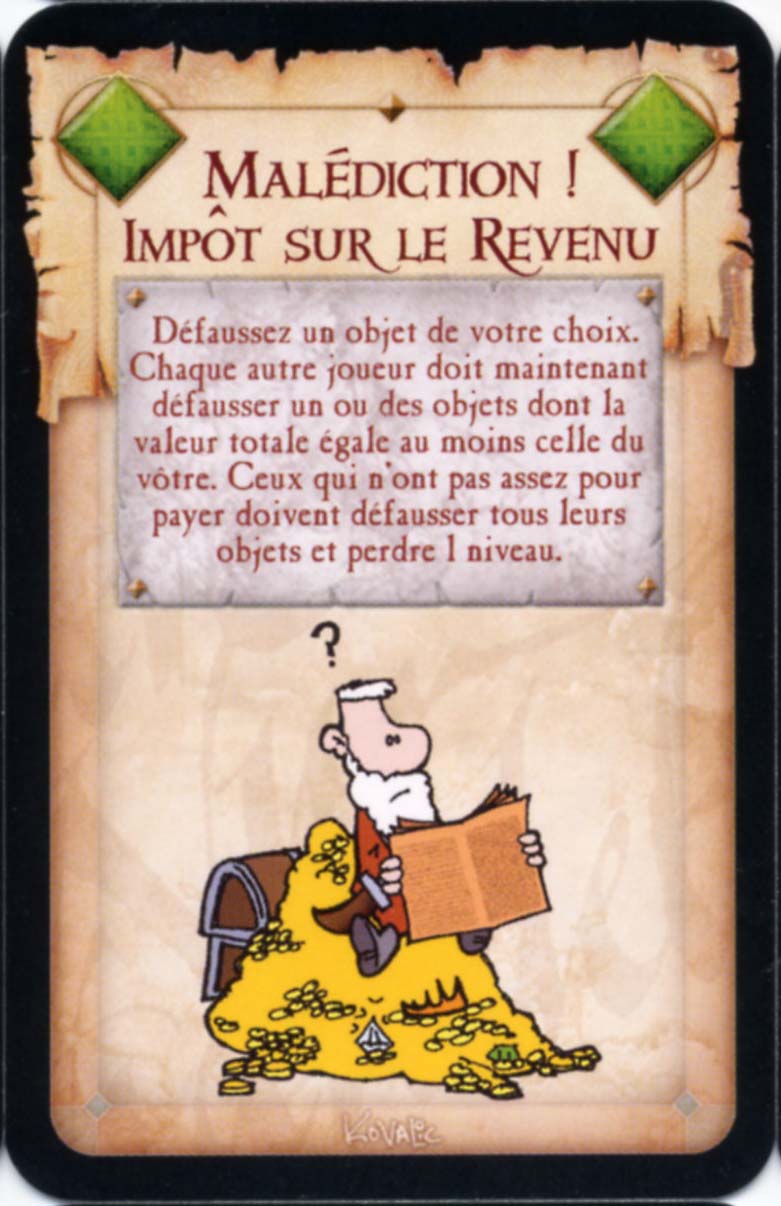 Malédiction !
Impôt sur le Revenu
Défaussez un objet de votre choix.
Chaque autre joueur doit maintenant
défausser un ou des objets dont la
valeur totale égale au moins celle du
vôtre. Ceux qui n'ont pas assez pour
payer doivent défausser tous leurs
objets et perdre 1 niveau.
?
Kovalic